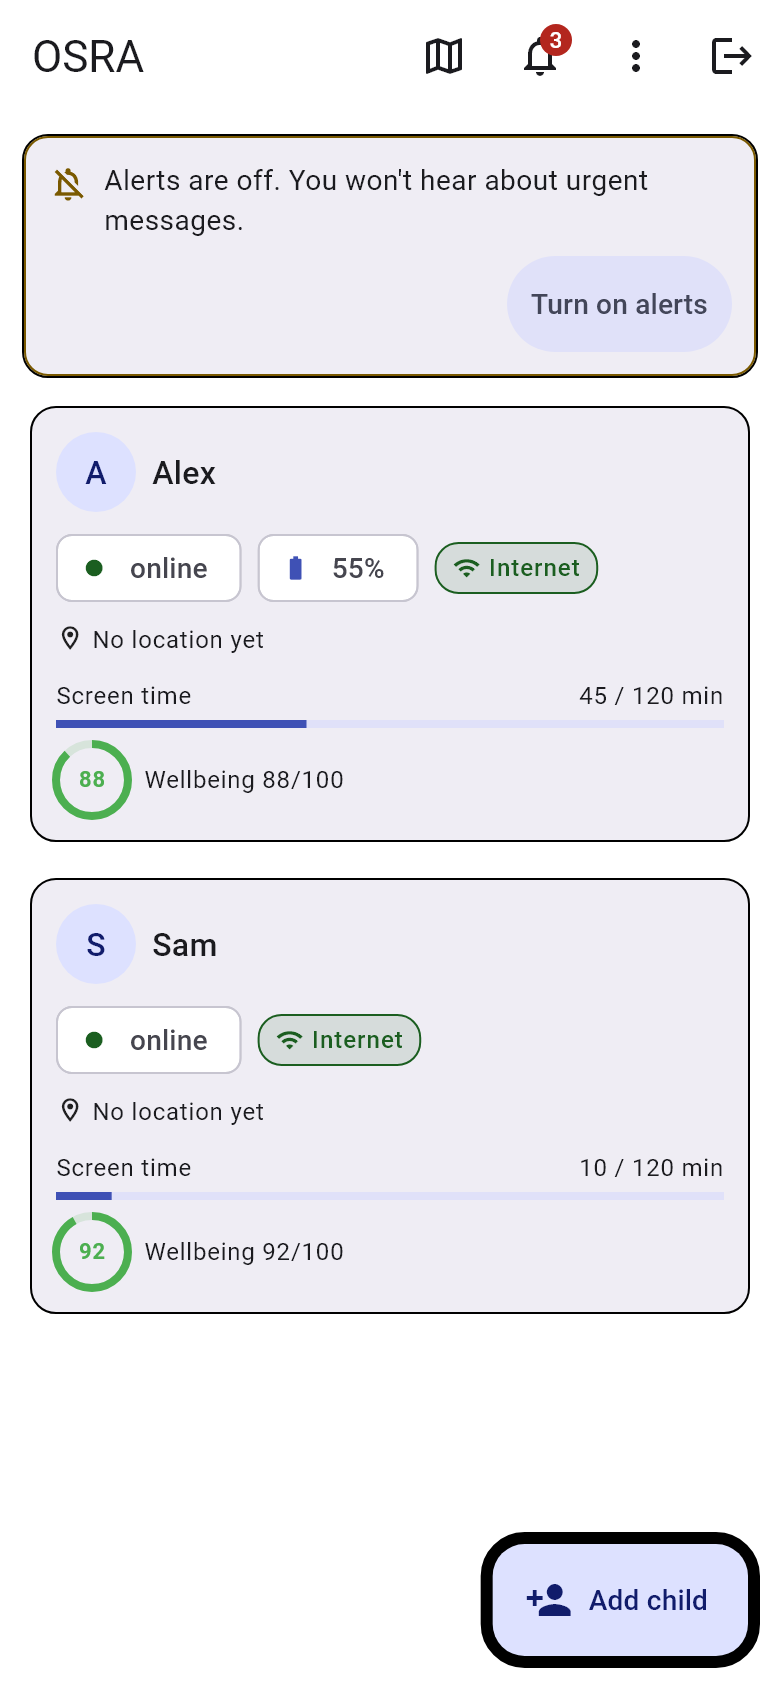 OSRA
3
Alerts are off. You won't hear about urgent
messages.
Turn on alerts
A
Alex
online
55%
Internet
No location yet
Screen time
45 / 120 min
88
Wellbeing 88/100
S
Sam
online
Internet
No location yet
Screen time
10 / 120 min
92
Wellbeing 92/100
Add child